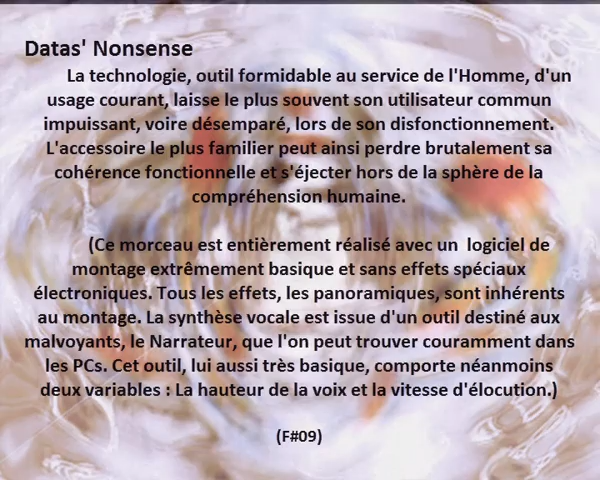 Datas' Nonsense
La technologie, outil formidable au service de l'Homme, d'un
usage courant, laisse le plus souvent son utilisateur commun
impuissant, voire désemparé, lors de son disfonctionnement.
L'accessoire le plus familier peut ainsi perdre brutalement sa
cohérence fonctionnelle et s'éjecter hors de la sphère de la
compréhension humaine.
(Ce morceau est entièrement réalisé avec un logiciel de
montage extrêmement basique et sans effets spéciaux
électroniques. Tous les effets, les panoramiques, sont inhérents
au montage. La synthèse vocale est issue d'un outil destiné aux
malvoyants, le Narrateur, que l'on peut trouver couramment dans
les PCs. Cet outil, lui aussi très basique, comporte néanmoins
deux variables : La hauteur de la voix et la vitesse d'élocution.)
(F#09)